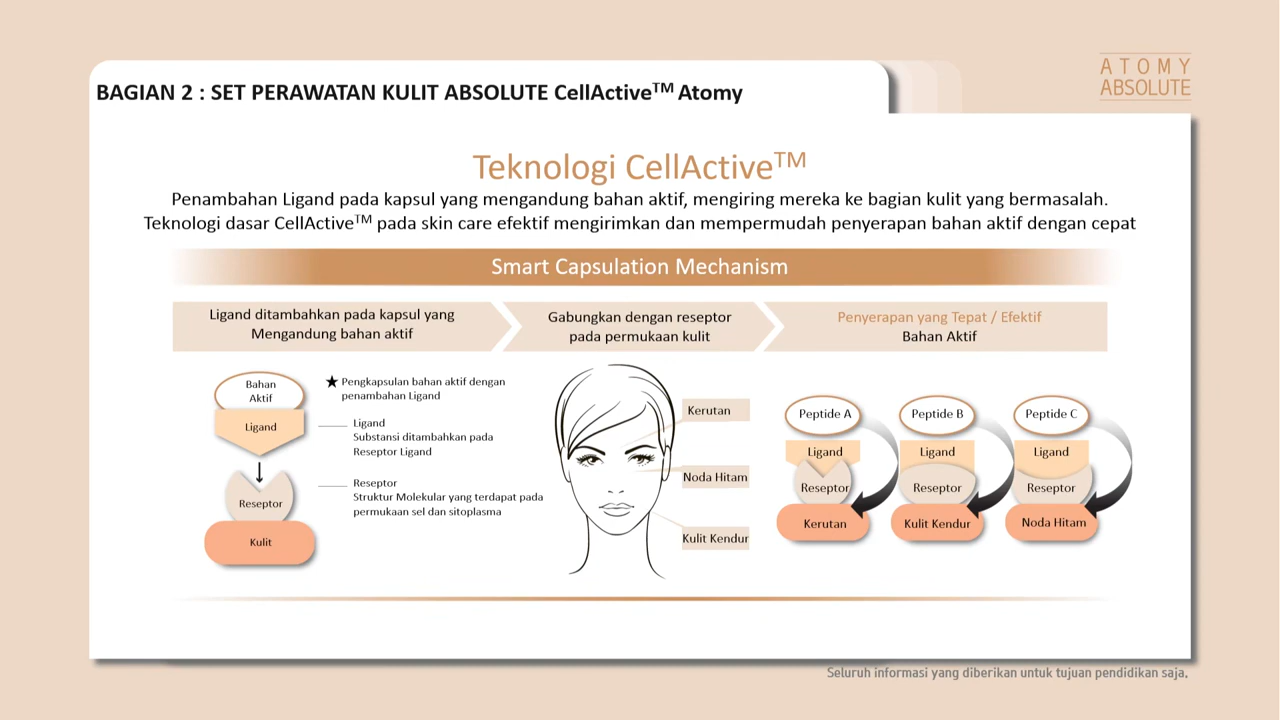 BAGIAN 2 : SET PERAWATAN KULIT ABSOLUTE CellActive™ Atomy
ATOMY
ABSOLUTE
Teknologi CellActive™
Penambahan Ligand pada kapsul yang mengandung bahan aktif, mengiring mereka ke bagian kulit yang bermasalah.
Teknologi dasar CellActive™ pada skin care efektif mengirimkan dan mempermudah penyerapan bahan aktif dengan cepat
Smart Capsulation Mechanism
Ligand ditambahkan pada kapsul yang
Mengandung bahan aktif
Gabungkan dengan reseptor
pada permukaan kulit
Penyerapan yang Tepat / Efektif
Bahan Aktif
Bahan
Aktif
Ligand
Reseptor
Kulit
★ Pengkapsulan bahan aktif dengan
penambahan Ligand
Ligand
Substansi ditambahkan pada
Reseptor Ligand
Reseptor
Struktur Molekular yang terdapat pada
permukaan sel dan sitoplasma
Kerutan
Noda Hitam
Kulit Kendur
Peptide A
Ligand
Reseptor
Kerutan
Peptide B
Ligand
Reseptor
Kulit Kendur
Peptide C
Ligand
Reseptor
Noda Hitam
Seluruh informasi yang diberikan untuk tujuan pendidikan saja.